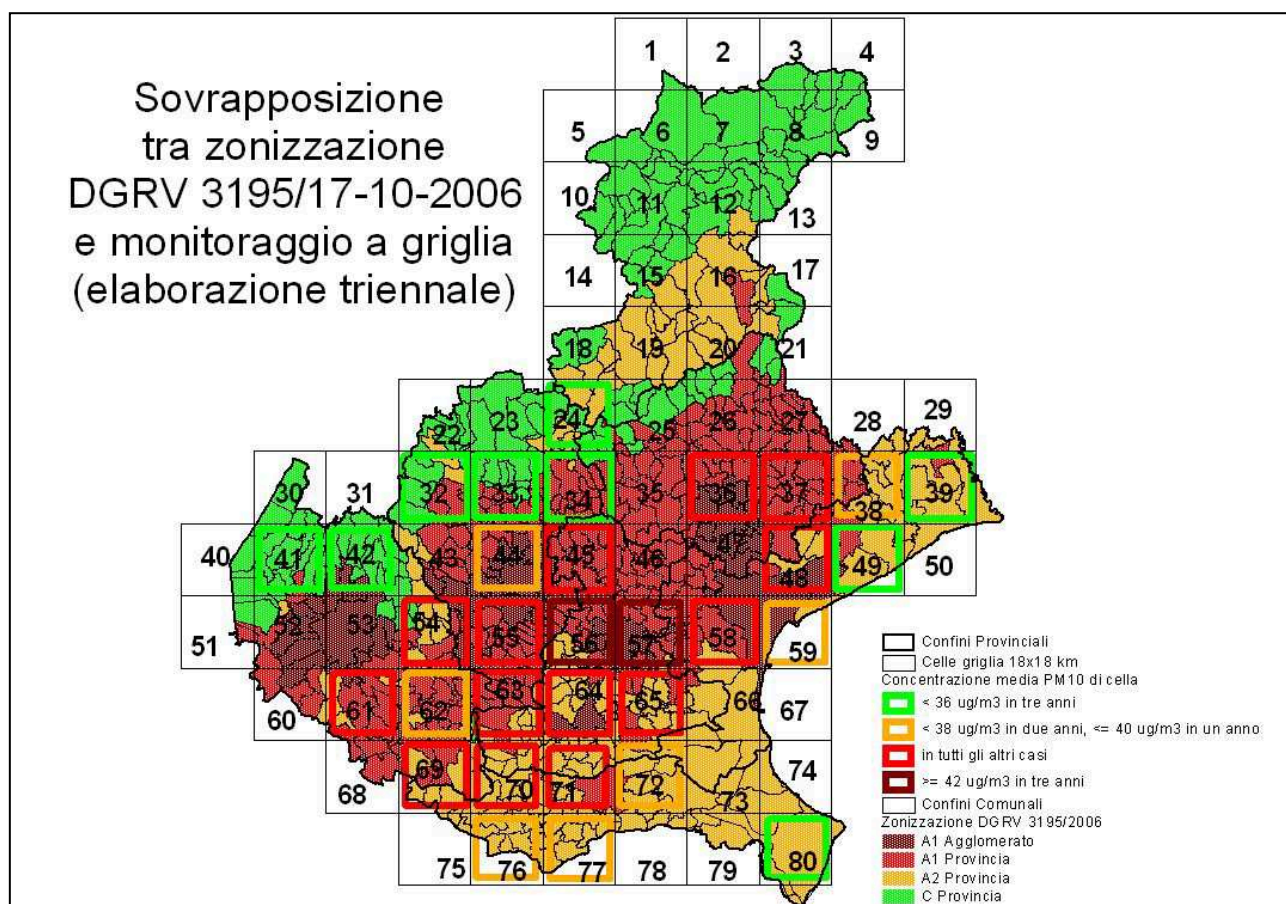 Sovrapposizione
tra zonizzazione
DGRV 3195/17-10-2006
e monitoraggio a griglia
(elaborazione triennale)
1 2 3 4
5 6 7 8 9
10 11 12 13
14 15 16 17
18 19 20 21
22 23 24 25 26 27 28 29
30 31 32 33 34 35 36 37 38 39
40 41 42 43 44 45 46 47 48 49 50
51 52 53 54 55 56 57 58 59
60 61 62 63 64 65 66 67
68 69 70 71 72 73 74
75 76 77 78 79 80
Confini Provinciali
Celle griglia 18x18 km
Concentrazione media PM10 di cella
< 36 ug/m3 in tre anni
< 38 ug/m3 in due anni, <= 40 ug/m3 in un anno
in tutti gli altri casi
>= 42 ug/m3 in tre anni
Confini Comunali
Zonizzazione DGRV 3195/2006
A1 Agglomerato
A1 Provincia
A2 Provincia
C Provincia